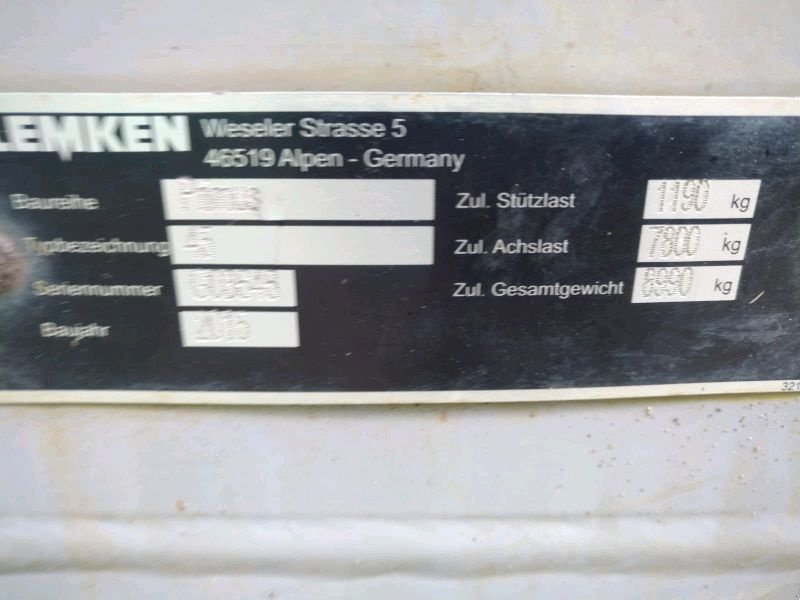 LEMKEN Weseler Strasse 5
46519 Alpen - Germany
Baureihe Primus
Typbezeichnung
Seriennummer
Baujahr
Zul. Stützlast 1190 kg
Zul. Achslast 7800 kg
Zul. Gesamtgewicht kg
321